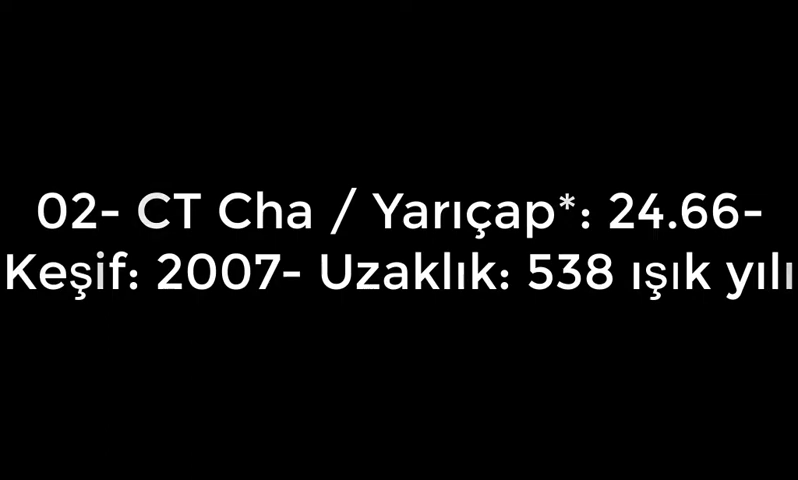 02- CT Cha / Yarıçap*: 24.66-
Keşif: 2007- Uzaklık: 538 ışık yılı